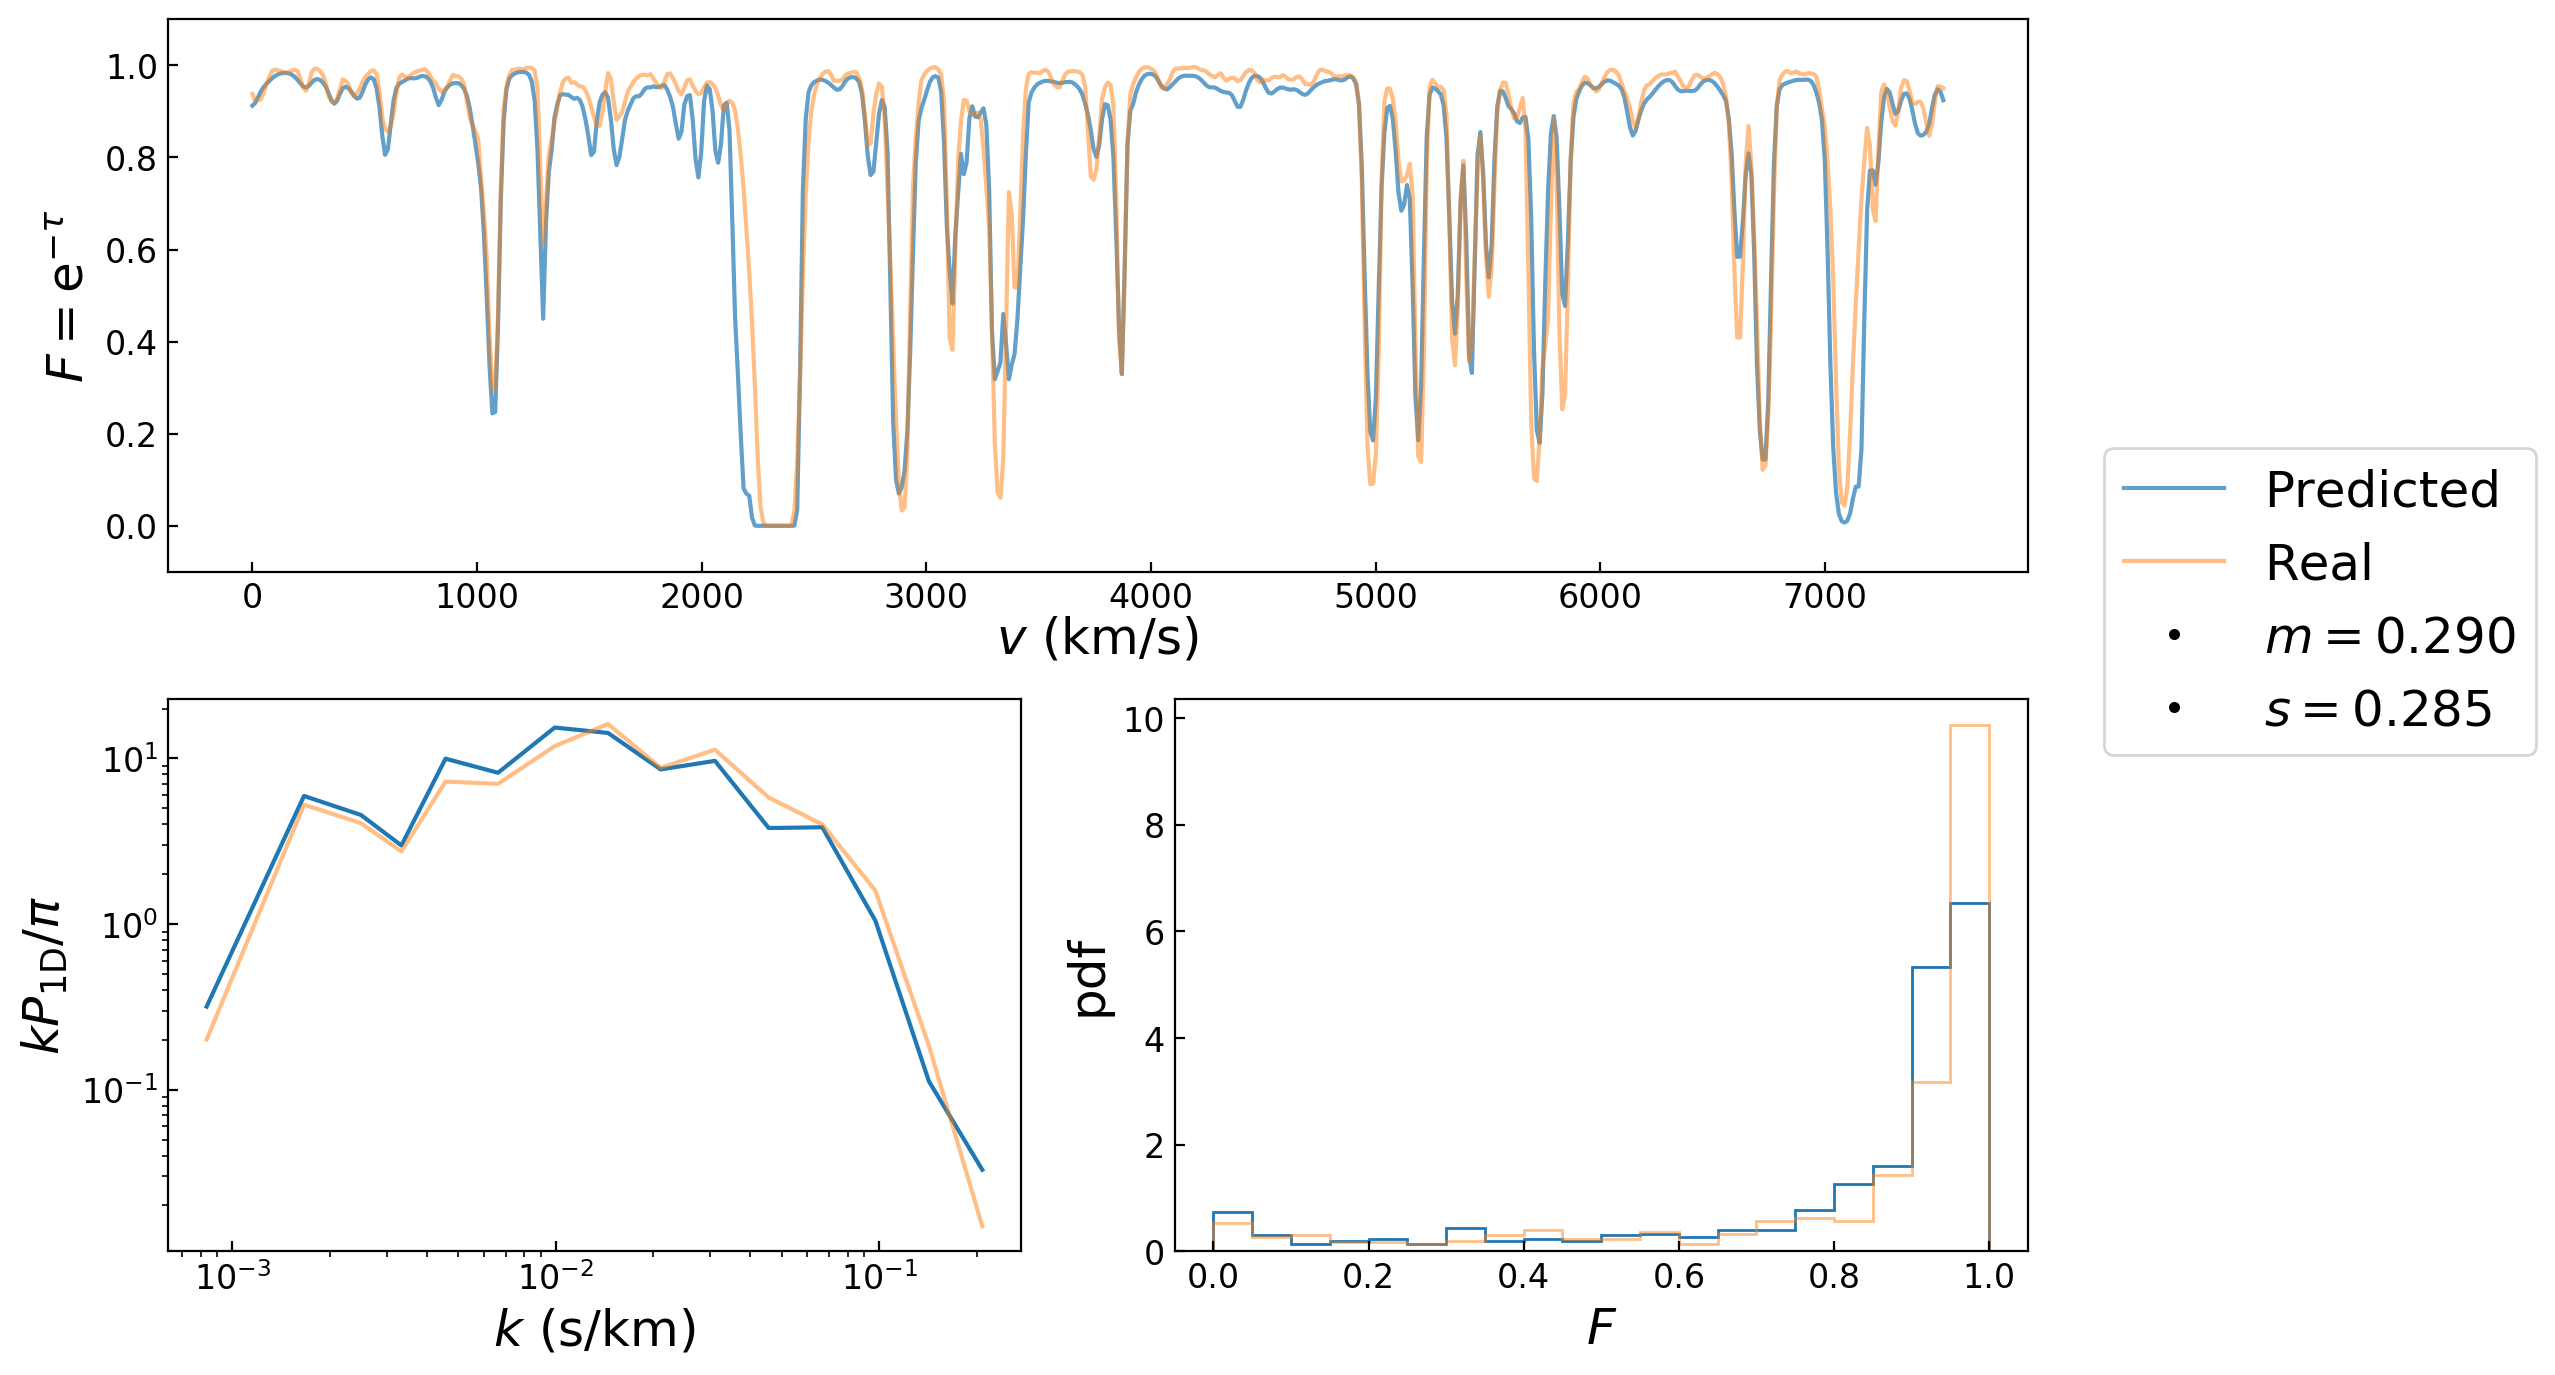 1.0
0.8
0.6
0.4
0.2
0.0
F = e^{-τ}
0 1000 2000 3000 4000 5000 6000 7000
v (km/s)
Predicted
Real
m = 0.290
s = 0.285
10^1
10^0
10^{-1}
kP_{1D}/π
10^{-3} 10^{-2} 10^{-1}
k (s/km)
10
8
6
4
2
0
pdf
0.0 0.2 0.4 0.6 0.8 1.0
F